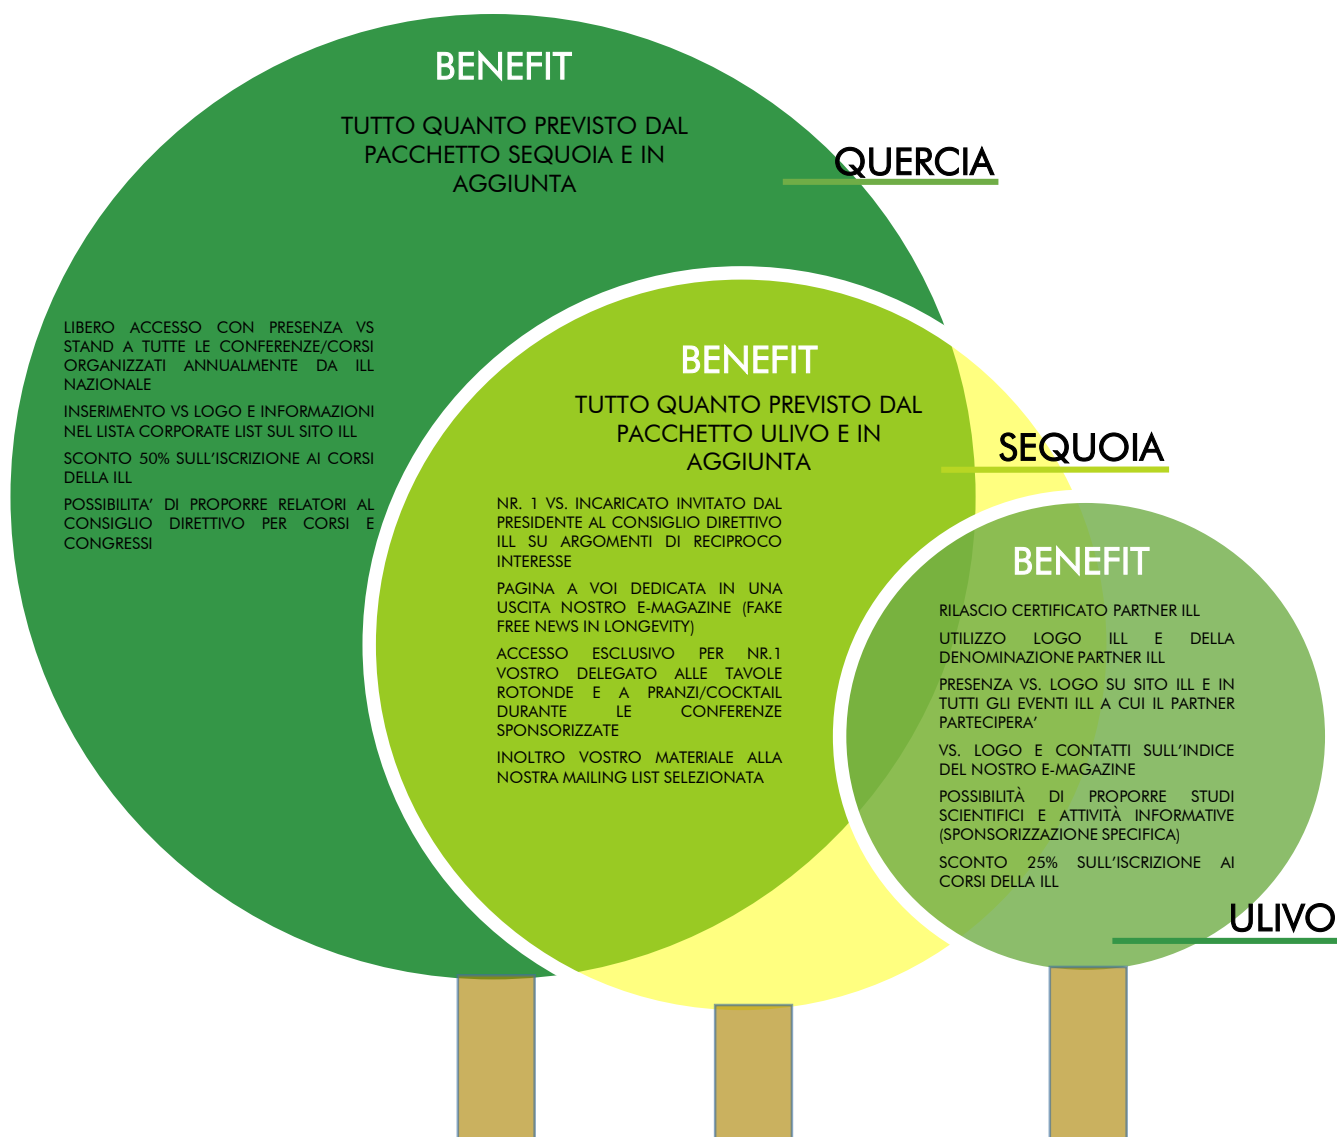 BENEFIT
TUTTO QUANTO PREVISTO DAL
PACCHETTO SEQUOIA E IN
AGGIUNTA
QUERCIA
LIBERO ACCESSO CON PRESENZA VS
STAND A TUTTE LE CONFERENZE/CORSI
ORGANIZZATI ANNUALMENTE DA ILL
NAZIONALE
INSERIMENTO VS LOGO E INFORMAZIONI
NEL LISTA CORPORATE LIST SUL SITO ILL
SCONTO 50% SULL'ISCRIZIONE AI CORSI
DELLA ILL
POSSIBILITA' DI PROPORRE RELATORI AL
CONSIGLIO DIRETTIVO PER CORSI E
CONGRESSI
BENEFIT
TUTTO QUANTO PREVISTO DAL
PACCHETTO ULIVO E IN
AGGIUNTA
SEQUOIA
NR. 1 VS. INCARICATO INVITATO DAL
PRESIDENTE AL CONSIGLIO DIRETTIVO
ILL SU ARGOMENTI DI RECIPROCO
INTERESSE
PAGINA A VOI DEDICATA IN UNA
USCITA NOSTRO E-MAGAZINE (FAKE
FREE NEWS IN LONGEVITY)
ACCESSO ESCLUSIVO PER NR.1
VOSTRO DELEGATO ALLE TAVOLE
ROTONDE E A PRANZI/COCKTAIL
DURANTE LE CONFERENZE
SPONSORIZZATE
INOLTRO VOSTRO MATERIALE ALLA
NOSTRA MAILING LIST SELEZIONATA
BENEFIT
RILASCIO CERTIFICATO PARTNER ILL
UTILIZZO LOGO ILL E DELLA
DENOMINAZIONE PARTNER ILL
PRESENZA VS. LOGO SU SITO ILL E IN
TUTTI GLI EVENTI ILL A CUI IL PARTNER
PARTECIPERA'
VS. LOGO E CONTATTI SULL'INDICE
DEL NOSTRO E-MAGAZINE
POSSIBILITÀ DI PROPORRE STUDI
SCIENTIFICI E ATTIVITÀ INFORMATIVE
(SPONSORIZZAZIONE SPECIFICA)
SCONTO 25% SULL'ISCRIZIONE AI
CORSI DELLA ILL
ULIVO